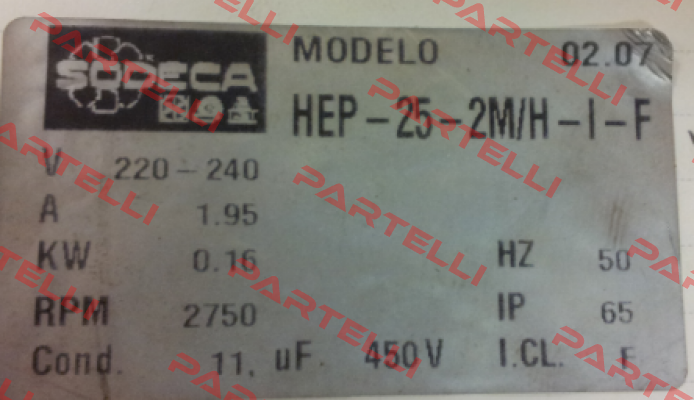 SODECA
MODELO 02.07
HEP-25-2M/H-I-F
V 220-240
A 1.95
KW 0.16 HZ 50
RPM 2750 IP 65
Cond. 11, uF. 450V I.CL. F
PARTELLI